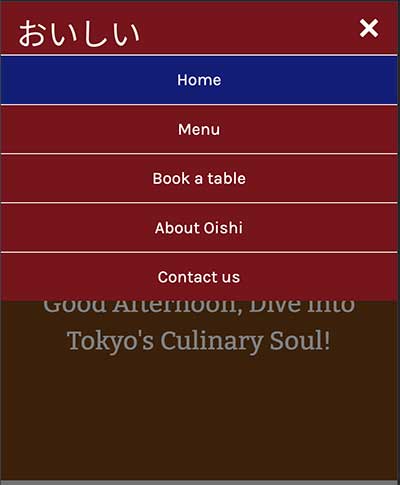 おいしい
Home
Menu
Book a table
About Oishi
Contact us
Good Afternoon, Dive into
Tokyo's Culinary Soul!